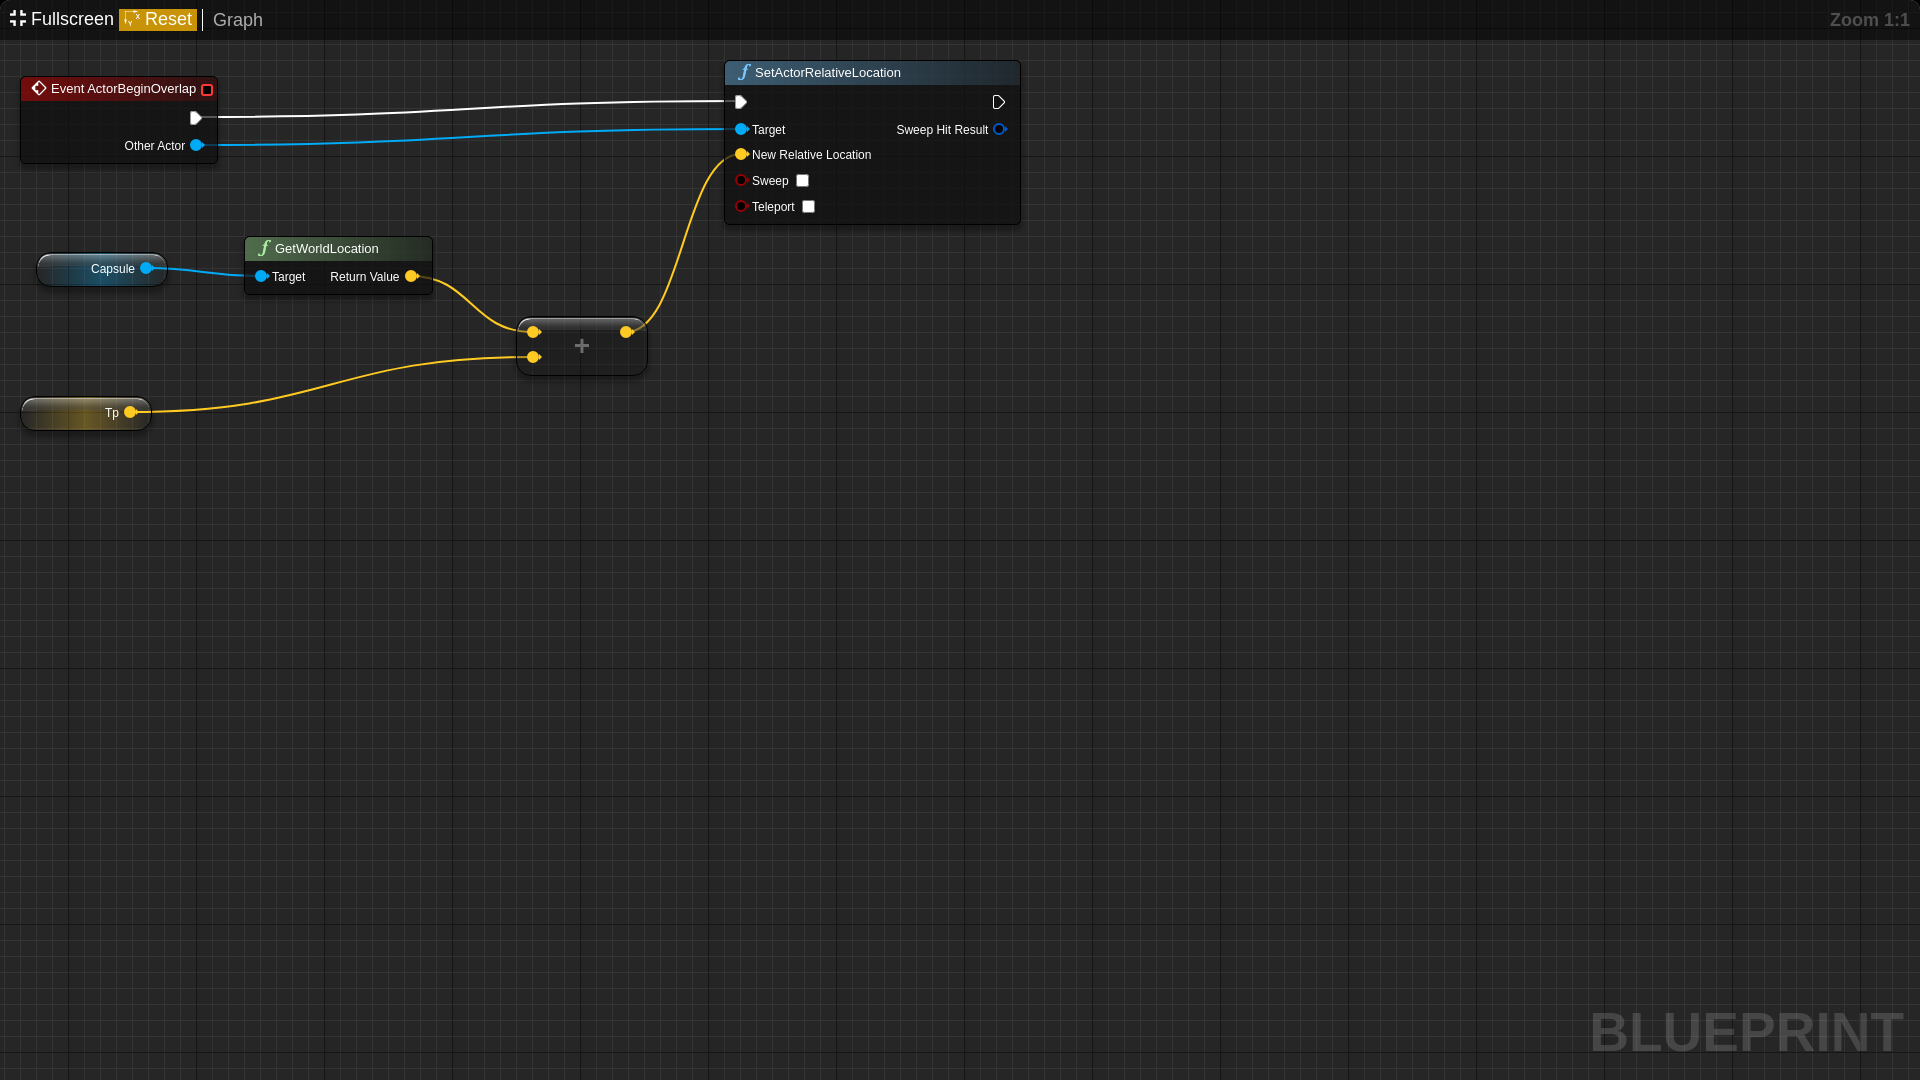 Fullscreen Reset Graph Zoom 1:1
Event ActorBeginOverlap
Other Actor
SetActorRelativeLocation
Target Sweep Hit Result
New Relative Location
Sweep
Teleport
GetWorldLocation
Target Return Value
Capsule
+
Tp
BLUEPRINT